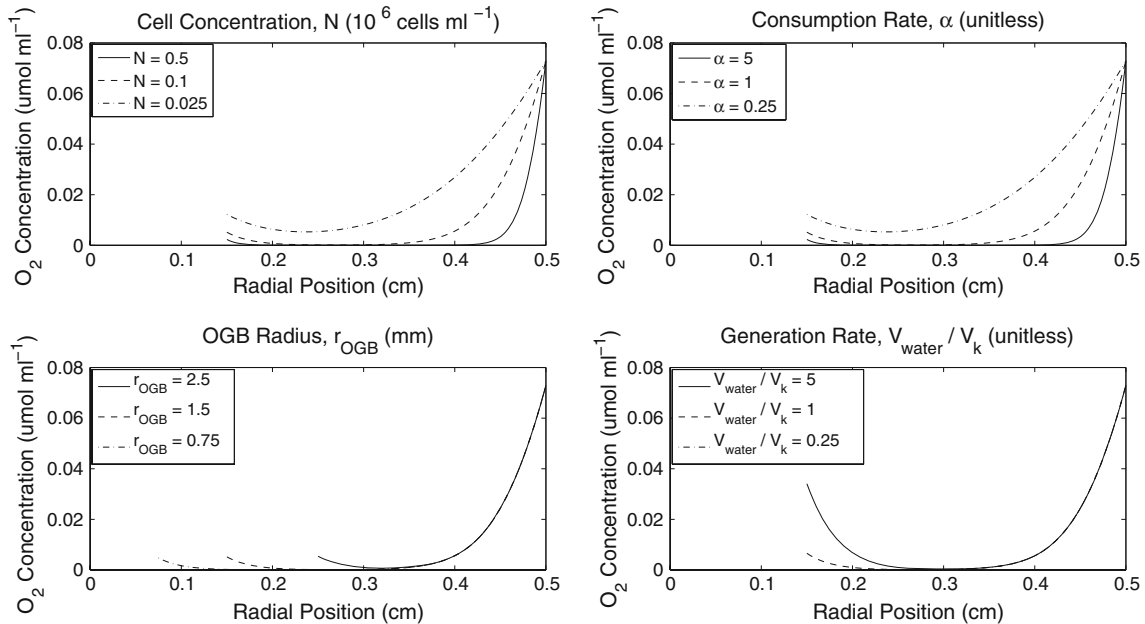 Cell Concentration, N (10 6 cells ml −1)
O2 Concentration (umol ml−1)
0.08
0.06
0.04
0.02
0
N = 0.5
N = 0.1
N = 0.025
0
0.1
0.2
0.3
0.4
0.5
Radial Position (cm)
Consumption Rate, α (unitless)
O2 Concentration (umol ml−1)
0.08
0.06
0.04
0.02
0
α = 5
α = 1
α = 0.25
0
0.1
0.2
0.3
0.4
0.5
Radial Position (cm)
OGB Radius, rOGB (mm)
O2 Concentration (umol ml−1)
0.08
0.06
0.04
0.02
0
rOGB = 2.5
rOGB = 1.5
rOGB = 0.75
0
0.1
0.2
0.3
0.4
0.5
Radial Position (cm)
Generation Rate, Vwater / Vk (unitless)
O2 Concentration (umol ml−1)
0.08
0.06
0.04
0.02
0
Vwater / Vk = 5
Vwater / Vk = 1
Vwater / Vk = 0.25
0
0.1
0.2
0.3
0.4
0.5
Radial Position (cm)